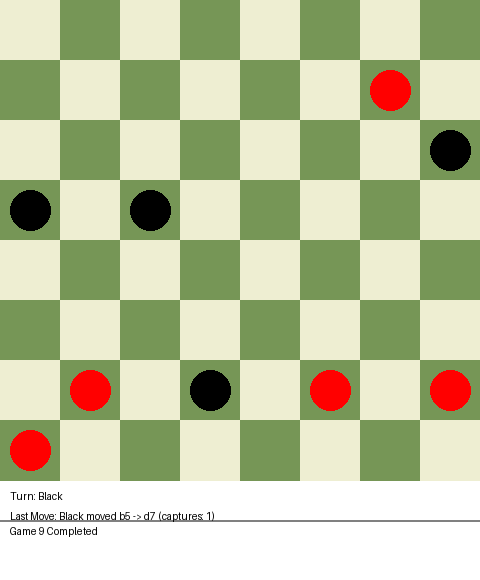 Turn: Black
Last Move: Black moved b5 -> d7 (captures: 1)
Game 9 Completed